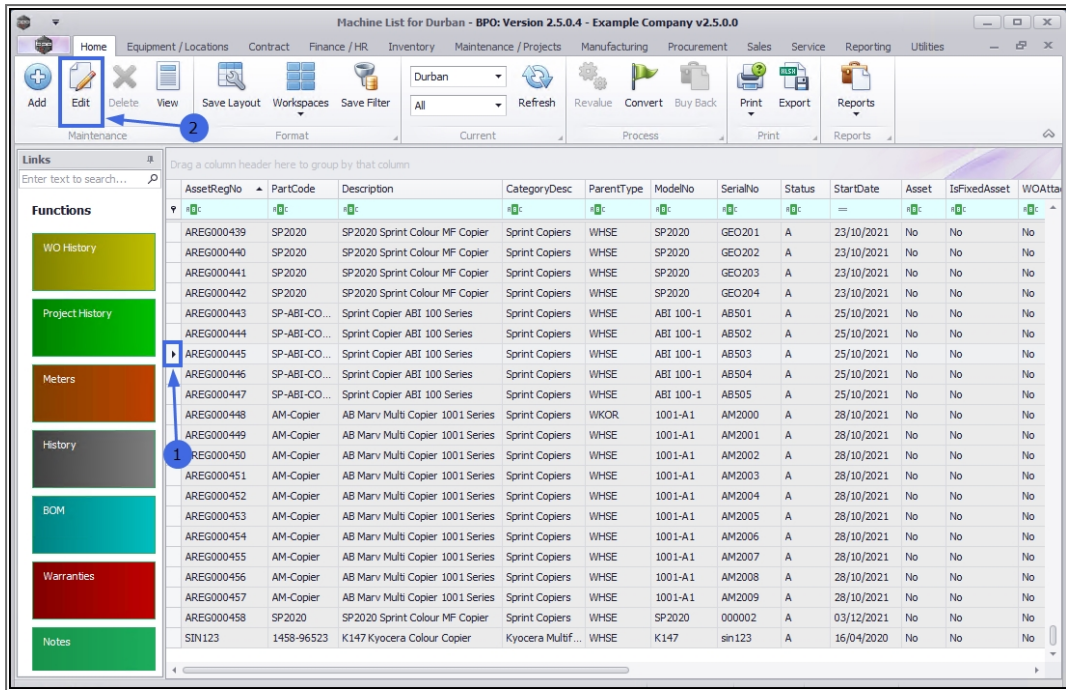 Machine List for Durban - BPO: Version 2.5.0.4 - Example Company v2.5.0.0
Home Equipment / Locations Contract Finance / HR Inventory Maintenance / Projects Manufacturing Procurement Sales Service Reporting Utilities
Durban
All
Add Edit Delete View Save Layout Workspaces Save Filter Refresh Revalue Convert Buy Back Print Export Reports
Maintenance Format Current Process Print Reports
2
Links
Drag a column header here to group by that column
Enter text to search...
AssetRegNo PartCode Description CategoryDesc ParentType ModelNo SerialNo Status StartDate Asset IsFixedAsset WOAttac
Functions
AREG000439 SP2020 SP2020 Sprint Colour MF Copier Sprint Copiers WHSE SP2020 GEO201 A 23/10/2021 No No No
AREG000440 SP2020 SP2020 Sprint Colour MF Copier Sprint Copiers WHSE SP2020 GEO202 A 23/10/2021 No No No
AREG000441 SP2020 SP2020 Sprint Colour MF Copier Sprint Copiers WHSE SP2020 GEO203 A 23/10/2021 No No No
AREG000442 SP2020 SP2020 Sprint Colour MF Copier Sprint Copiers WHSE SP2020 GEO204 A 23/10/2021 No No No
AREG000443 SP-ABI-CO... Sprint Copier ABI 100 Series Sprint Copiers WHSE ABI 100-1 AB501 A 25/10/2021 No No No
AREG000444 SP-ABI-CO... Sprint Copier ABI 100 Series Sprint Copiers WHSE ABI 100-1 AB502 A 25/10/2021 No No No
AREG000445 SP-ABI-CO... Sprint Copier ABI 100 Series Sprint Copiers WHSE ABI 100-1 AB503 A 25/10/2021 No No No
AREG000446 SP-ABI-CO... Sprint Copier ABI 100 Series Sprint Copiers WHSE ABI 100-1 AB504 A 25/10/2021 No No No
AREG000447 SP-ABI-CO... Sprint Copier ABI 100 Series Sprint Copiers WHSE ABI 100-1 AB505 A 25/10/2021 No No No
AREG000448 AM-Copier AB Marv Multi Copier 1001 Series Sprint Copiers WKOR 1001-A1 AM2000 A 28/10/2021 No No No
AREG000449 AM-Copier AB Marv Multi Copier 1001 Series Sprint Copiers WHSE 1001-A1 AM2001 A 28/10/2021 No No No
1
REG000450 AM-Copier AB Marv Multi Copier 1001 Series Sprint Copiers WHSE 1001-A1 AM2002 A 28/10/2021 No No No
AREG000451 AM-Copier AB Marv Multi Copier 1001 Series Sprint Copiers WHSE 1001-A1 AM2003 A 28/10/2021 No No No
AREG000452 AM-Copier AB Marv Multi Copier 1001 Series Sprint Copiers WHSE 1001-A1 AM2004 A 28/10/2021 No No No
AREG000453 AM-Copier AB Marv Multi Copier 1001 Series Sprint Copiers WHSE 1001-A1 AM2005 A 28/10/2021 No No No
AREG000454 AM-Copier AB Marv Multi Copier 1001 Series Sprint Copiers WHSE 1001-A1 AM2006 A 28/10/2021 No No No
AREG000455 AM-Copier AB Marv Multi Copier 1001 Series Sprint Copiers WHSE 1001-A1 AM2007 A 28/10/2021 No No No
AREG000456 AM-Copier AB Marv Multi Copier 1001 Series Sprint Copiers WHSE 1001-A1 AM2008 A 28/10/2021 No No No
AREG000457 AM-Copier AB Marv Multi Copier 1001 Series Sprint Copiers WHSE 1001-A1 AM2009 A 28/10/2021 No No No
AREG000458 SP2020 SP2020 Sprint Colour MF Copier Sprint Copiers WHSE SP2020 000002 A 03/12/2021 No No No
SIN123 1458-96523 K147 Kyocera Colour Copier Kyocera Multif... WHSE K147 sin123 A 16/04/2020 No No No
WO History
Project History
Meters
History
BOM
Warranties
Notes